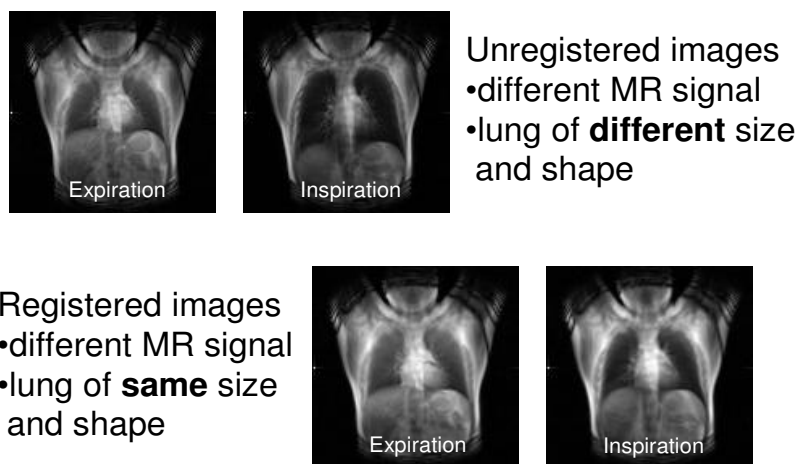 Unregistered images
•different MR signal
•lung of different size
and shape
Expiration
Inspiration
Registered images
•different MR signal
•lung of same size
and shape
Expiration
Inspiration